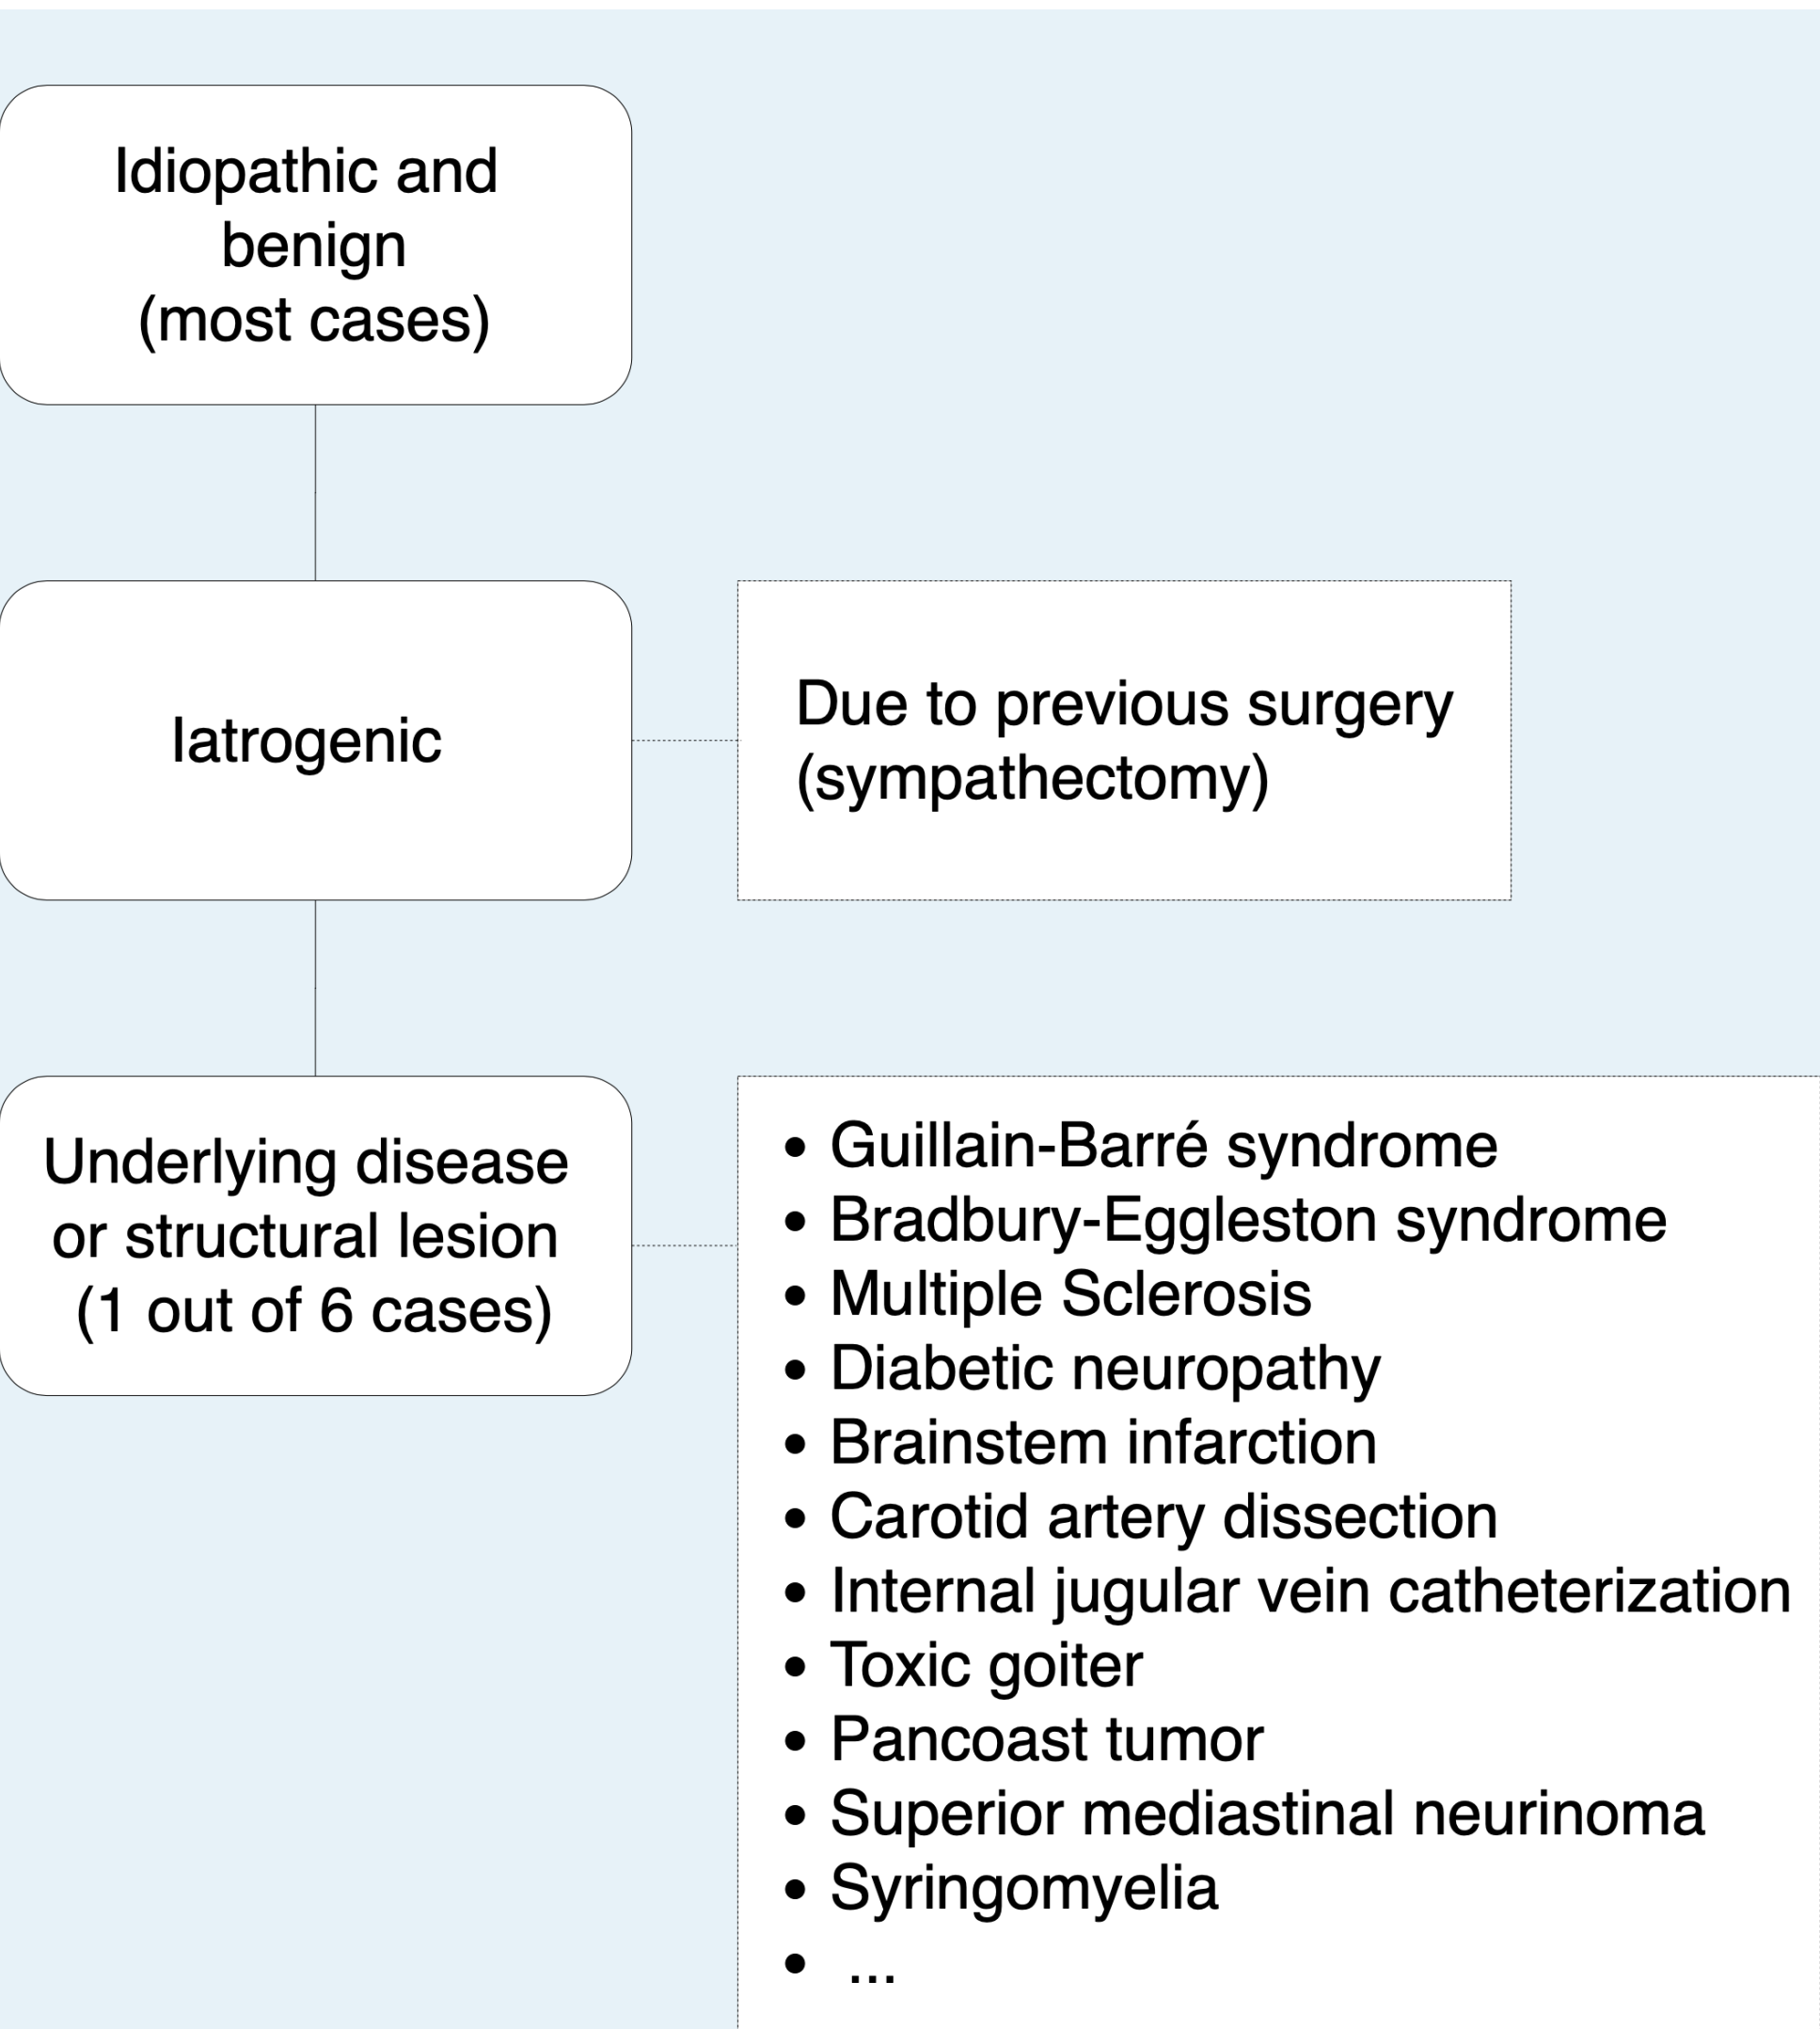 Idiopathic and
benign
(most cases)
Iatrogenic
Due to previous surgery
(sympathectomy)
Underlying disease
or structural lesion
(1 out of 6 cases)
• Guillain-Barré syndrome
• Bradbury-Eggleston syndrome
• Multiple Sclerosis
• Diabetic neuropathy
• Brainstem infarction
• Carotid artery dissection
• Internal jugular vein catheterization
• Toxic goiter
• Pancoast tumor
• Superior mediastinal neurinoma
• Syringomyelia
• ...